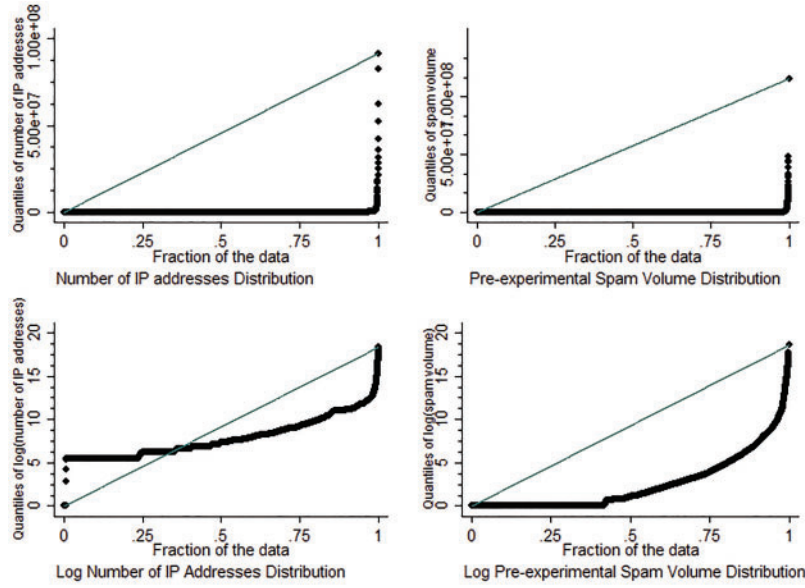 Quantiles of number of IP addresses
1.00e+08
5.00e+07
0
0 .25 .5 .75 1
Fraction of the data
Number of IP addresses Distribution
Quantiles of spam volume
1.00e+08
5.00e+07
0
0 .25 .5 .75 1
Fraction of the data
Pre-experimental Spam Volume Distribution
Quantiles of log(number of IP addresses)
20
15
10
5
0
0 .25 .5 .75 1
Fraction of the data
Log Number of IP Addresses Distribution
Quantiles of log(spamvolume)
20
15
10
5
0
0 .25 .5 .75 1
Fraction of the data
Log Pre-experimental Spam Volume Distribution